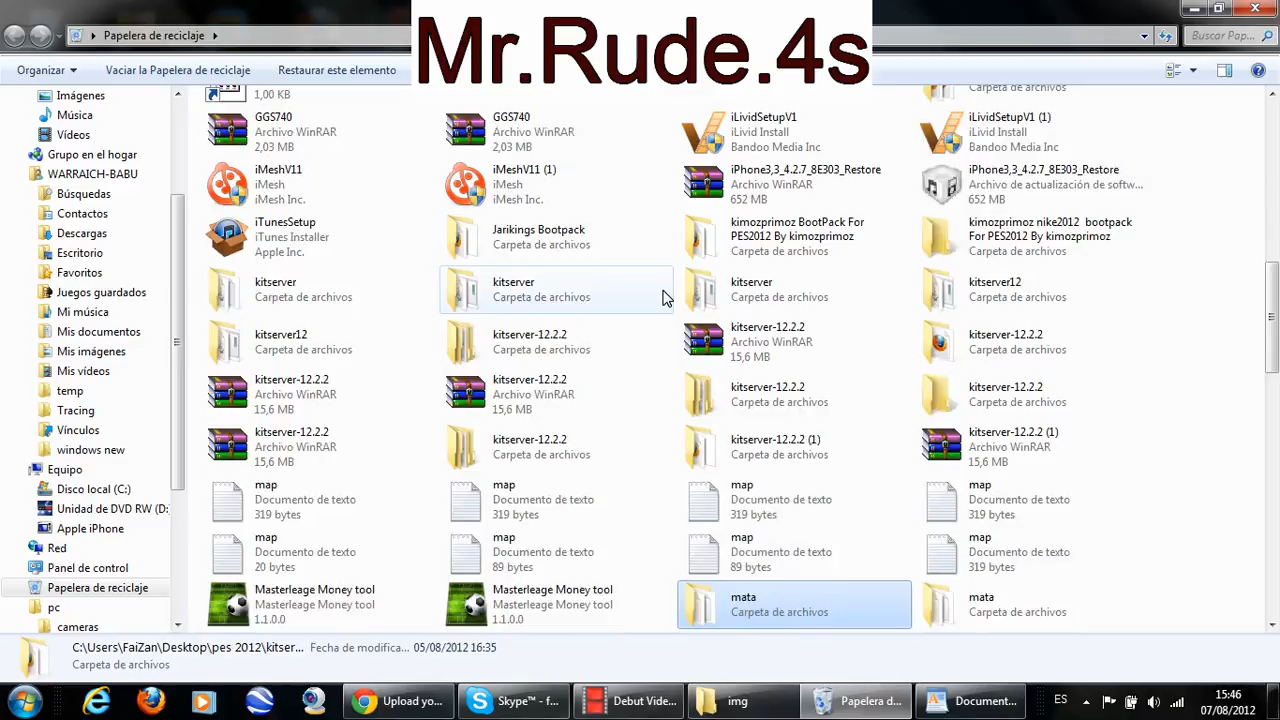 Mr.Rude.4s
Papelera de reciclaje
Buscar Pap...
Organizar
Vaciar la Papelera de reciclaje
Restaurar este elemento
Imágenes
Música
Vídeos
Grupo en el hogar
WARRAICH-BABU
Búsquedas
Contactos
Descargas
Escritorio
Favoritos
Juegos guardados
Mi música
Mis documentos
Mis imágenes
Mis vídeos
temp
Tracing
Vínculos
windows new
Equipo
Disco local (C:)
Unidad de DVD RW (D:
Apple iPhone
Red
Panel de control
Papelera de reciclaje
pc
cameras
1,00 KB
Carpeta de archivos
GGS740
Archivo WinRAR
2,03 MB
GGS740
Archivo WinRAR
2,03 MB
iLividSetupV1
iLivid Install
Bandoo Media Inc
iLividSetupV1 (1)
iLivid Install
Bandoo Media Inc
iMeshV11
iMesh
iMesh Inc.
iMeshV11 (1)
iMesh
iMesh Inc.
iPhone3,3_4.2.7_8E303_Restore
Archivo WinRAR
652 MB
iPhone3,3_4.2.7_8E303_Restore
Archivo de actualización de softw...
652 MB
iTunesSetup
iTunes Installer
Apple Inc.
Jarikings Bootpack
Carpeta de archivos
kimozprimoz BootPack For
PES2012 By kimozprimoz
Carpeta de archivos
kimozprimoz nike2012 bootpack
For PES2012 By kimozprimoz
Carpeta de archivos
kitserver
Carpeta de archivos
kitserver
Carpeta de archivos
kitserver
Carpeta de archivos
kitserver12
Carpeta de archivos
kitserver12
Carpeta de archivos
kitserver-12.2.2
Carpeta de archivos
kitserver-12.2.2
Archivo WinRAR
15,6 MB
kitserver-12.2.2
Carpeta de archivos
kitserver-12.2.2
Archivo WinRAR
15,6 MB
kitserver-12.2.2
Archivo WinRAR
15,6 MB
kitserver-12.2.2
Carpeta de archivos
kitserver-12.2.2
Carpeta de archivos
kitserver-12.2.2
Archivo WinRAR
15,6 MB
kitserver-12.2.2
Carpeta de archivos
kitserver-12.2.2 (1)
Carpeta de archivos
kitserver-12.2.2 (1)
Archivo WinRAR
15,6 MB
map
Documento de texto
319 bytes
map
Documento de texto
319 bytes
map
Documento de texto
319 bytes
map
Documento de texto
319 bytes
map
Documento de texto
20 bytes
map
Documento de texto
89 bytes
map
Documento de texto
89 bytes
map
Documento de texto
319 bytes
Masterleage Money tool
Masterleage Money tool
1.1.0.0
Masterleage Money tool
Masterleage Money tool
1.1.0.0
mata
Carpeta de archivos
mata
Carpeta de archivos
C:\Users\FaiZan\Desktop\pes 2012\kitser... Fecha de modifica... 05/08/2012 16:35
Carpeta de archivos
Upload yo...
Skype™ - f...
Debut Vide...
img
Papelera d...
Document...
ES
15:46
07/08/2012